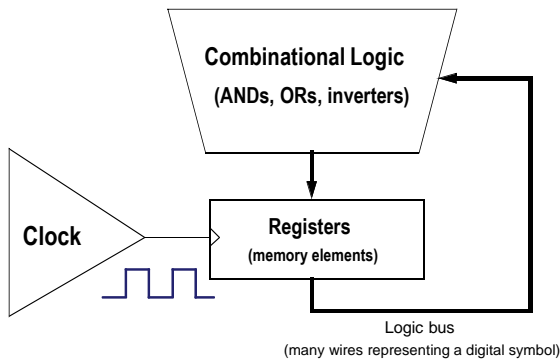 Combinational Logic
(ANDs, ORs, inverters)
Clock
Registers
(memory elements)
Logic bus
(many wires representing a digital symbol)